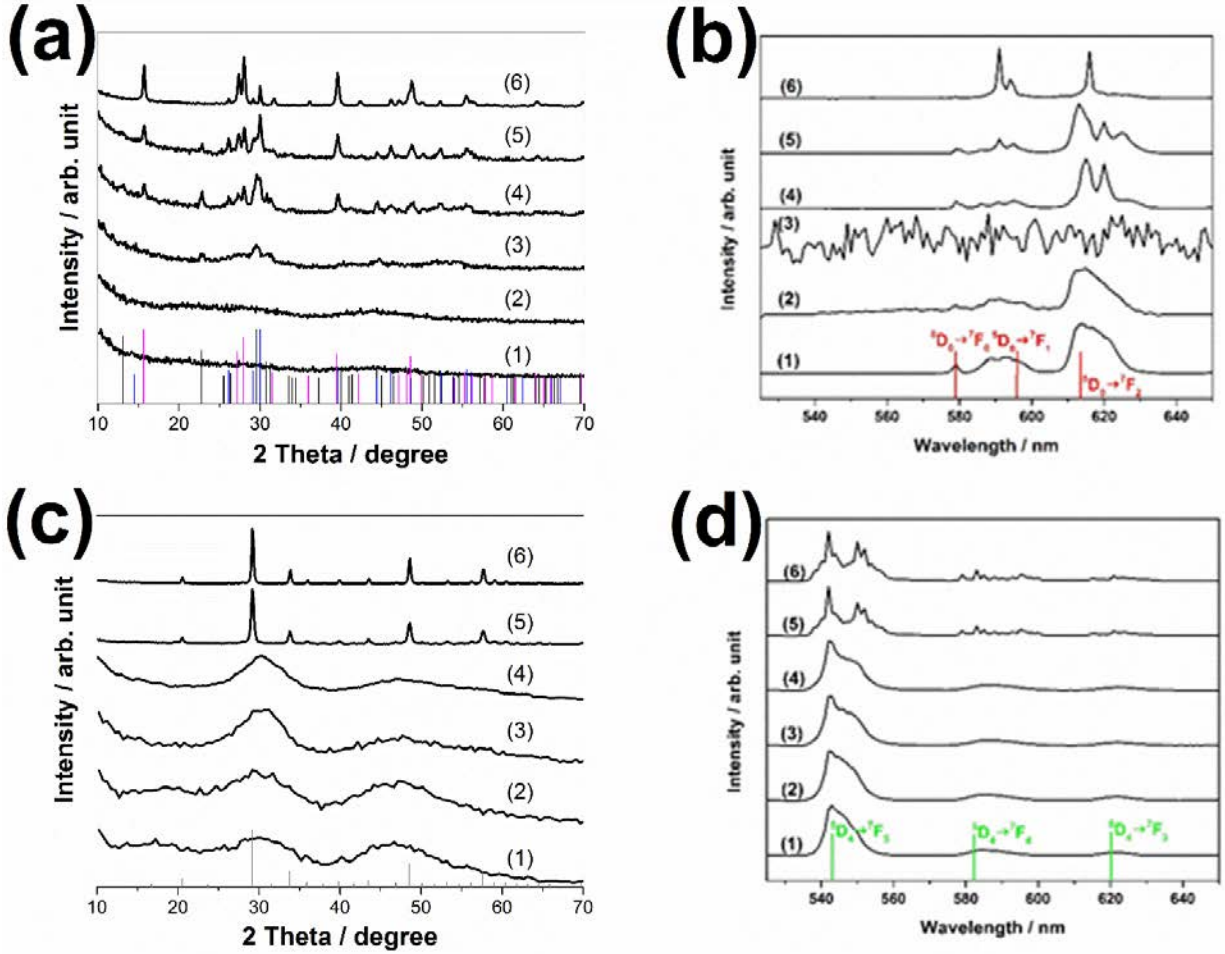 (a)
Intensity / arb. unit
(6)
(5)
(4)
(3)
(2)
(1)
10 20 30 40 50 60 70
2 Theta / degree
(b)
Intensity / arb. unit
(6)
(5)
(4)
(3)
(2)
(1)
⁵D₀→⁷F₀ ⁵D₀→⁷F₁
⁵D₀→⁷F₂
540 560 580 600 620 640
Wavelength / nm
(c)
Intensity / arb. unit
(6)
(5)
(4)
(3)
(2)
(1)
10 20 30 40 50 60 70
2 Theta / degree
(d)
Intensity / arb. unit
(6)
(5)
(4)
(3)
(2)
(1)
⁵D₄→⁷F₅ ⁵D₄→⁷F₄ ⁵D₄→⁷F₃
540 560 580 600 620 640
Wavelength / nm